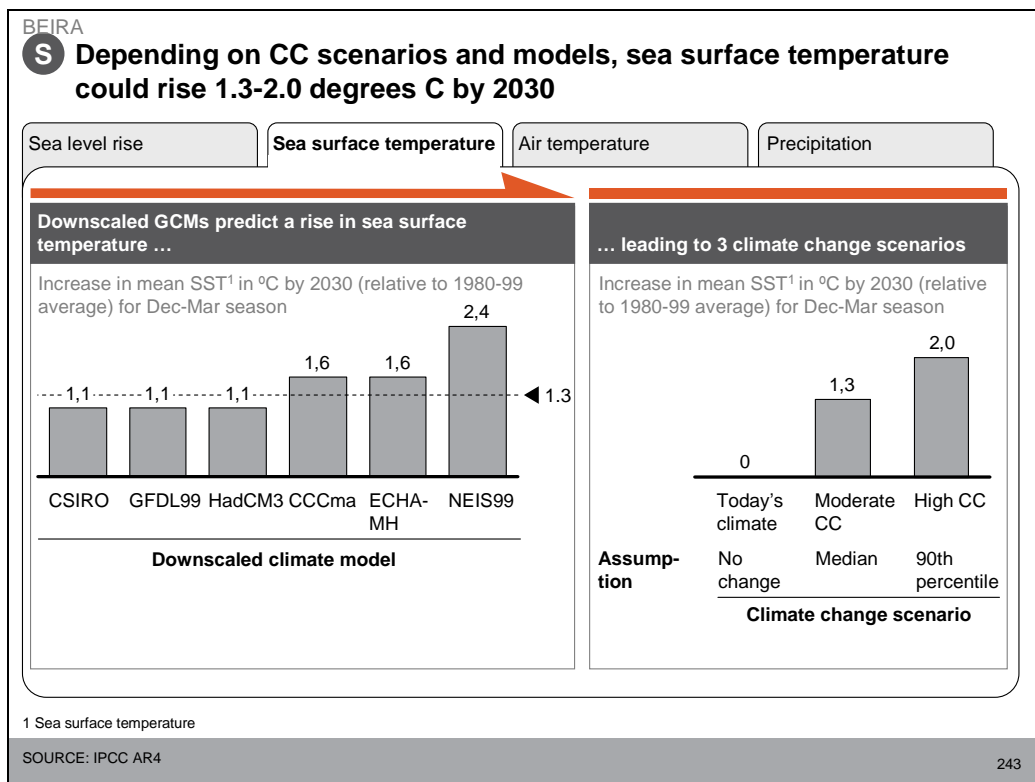 BEIRA
S Depending on CC scenarios and models, sea surface temperature
could rise 1.3-2.0 degrees C by 2030
Sea level rise
Sea surface temperature
Air temperature
Precipitation
Downscaled GCMs predict a rise in sea surface
temperature …
Increase in mean SST1 in ºC by 2030 (relative to 1980-99
average) for Dec-Mar season
1,1
1,1
1,1
1,6
1,6
2,4
1.3
CSIRO
GFDL99
HadCM3
CCCma
ECHA-
MH
NEIS99
Downscaled climate model
… leading to 3 climate change scenarios
Increase in mean SST1 in ºC by 2030 (relative
to 1980-99 average) for Dec-Mar season
0
1,3
2,0
Today's
climate
Moderate
CC
High CC
Assump-
tion
No
change
Median
90th
percentile
Climate change scenario
1 Sea surface temperature
SOURCE: IPCC AR4
243